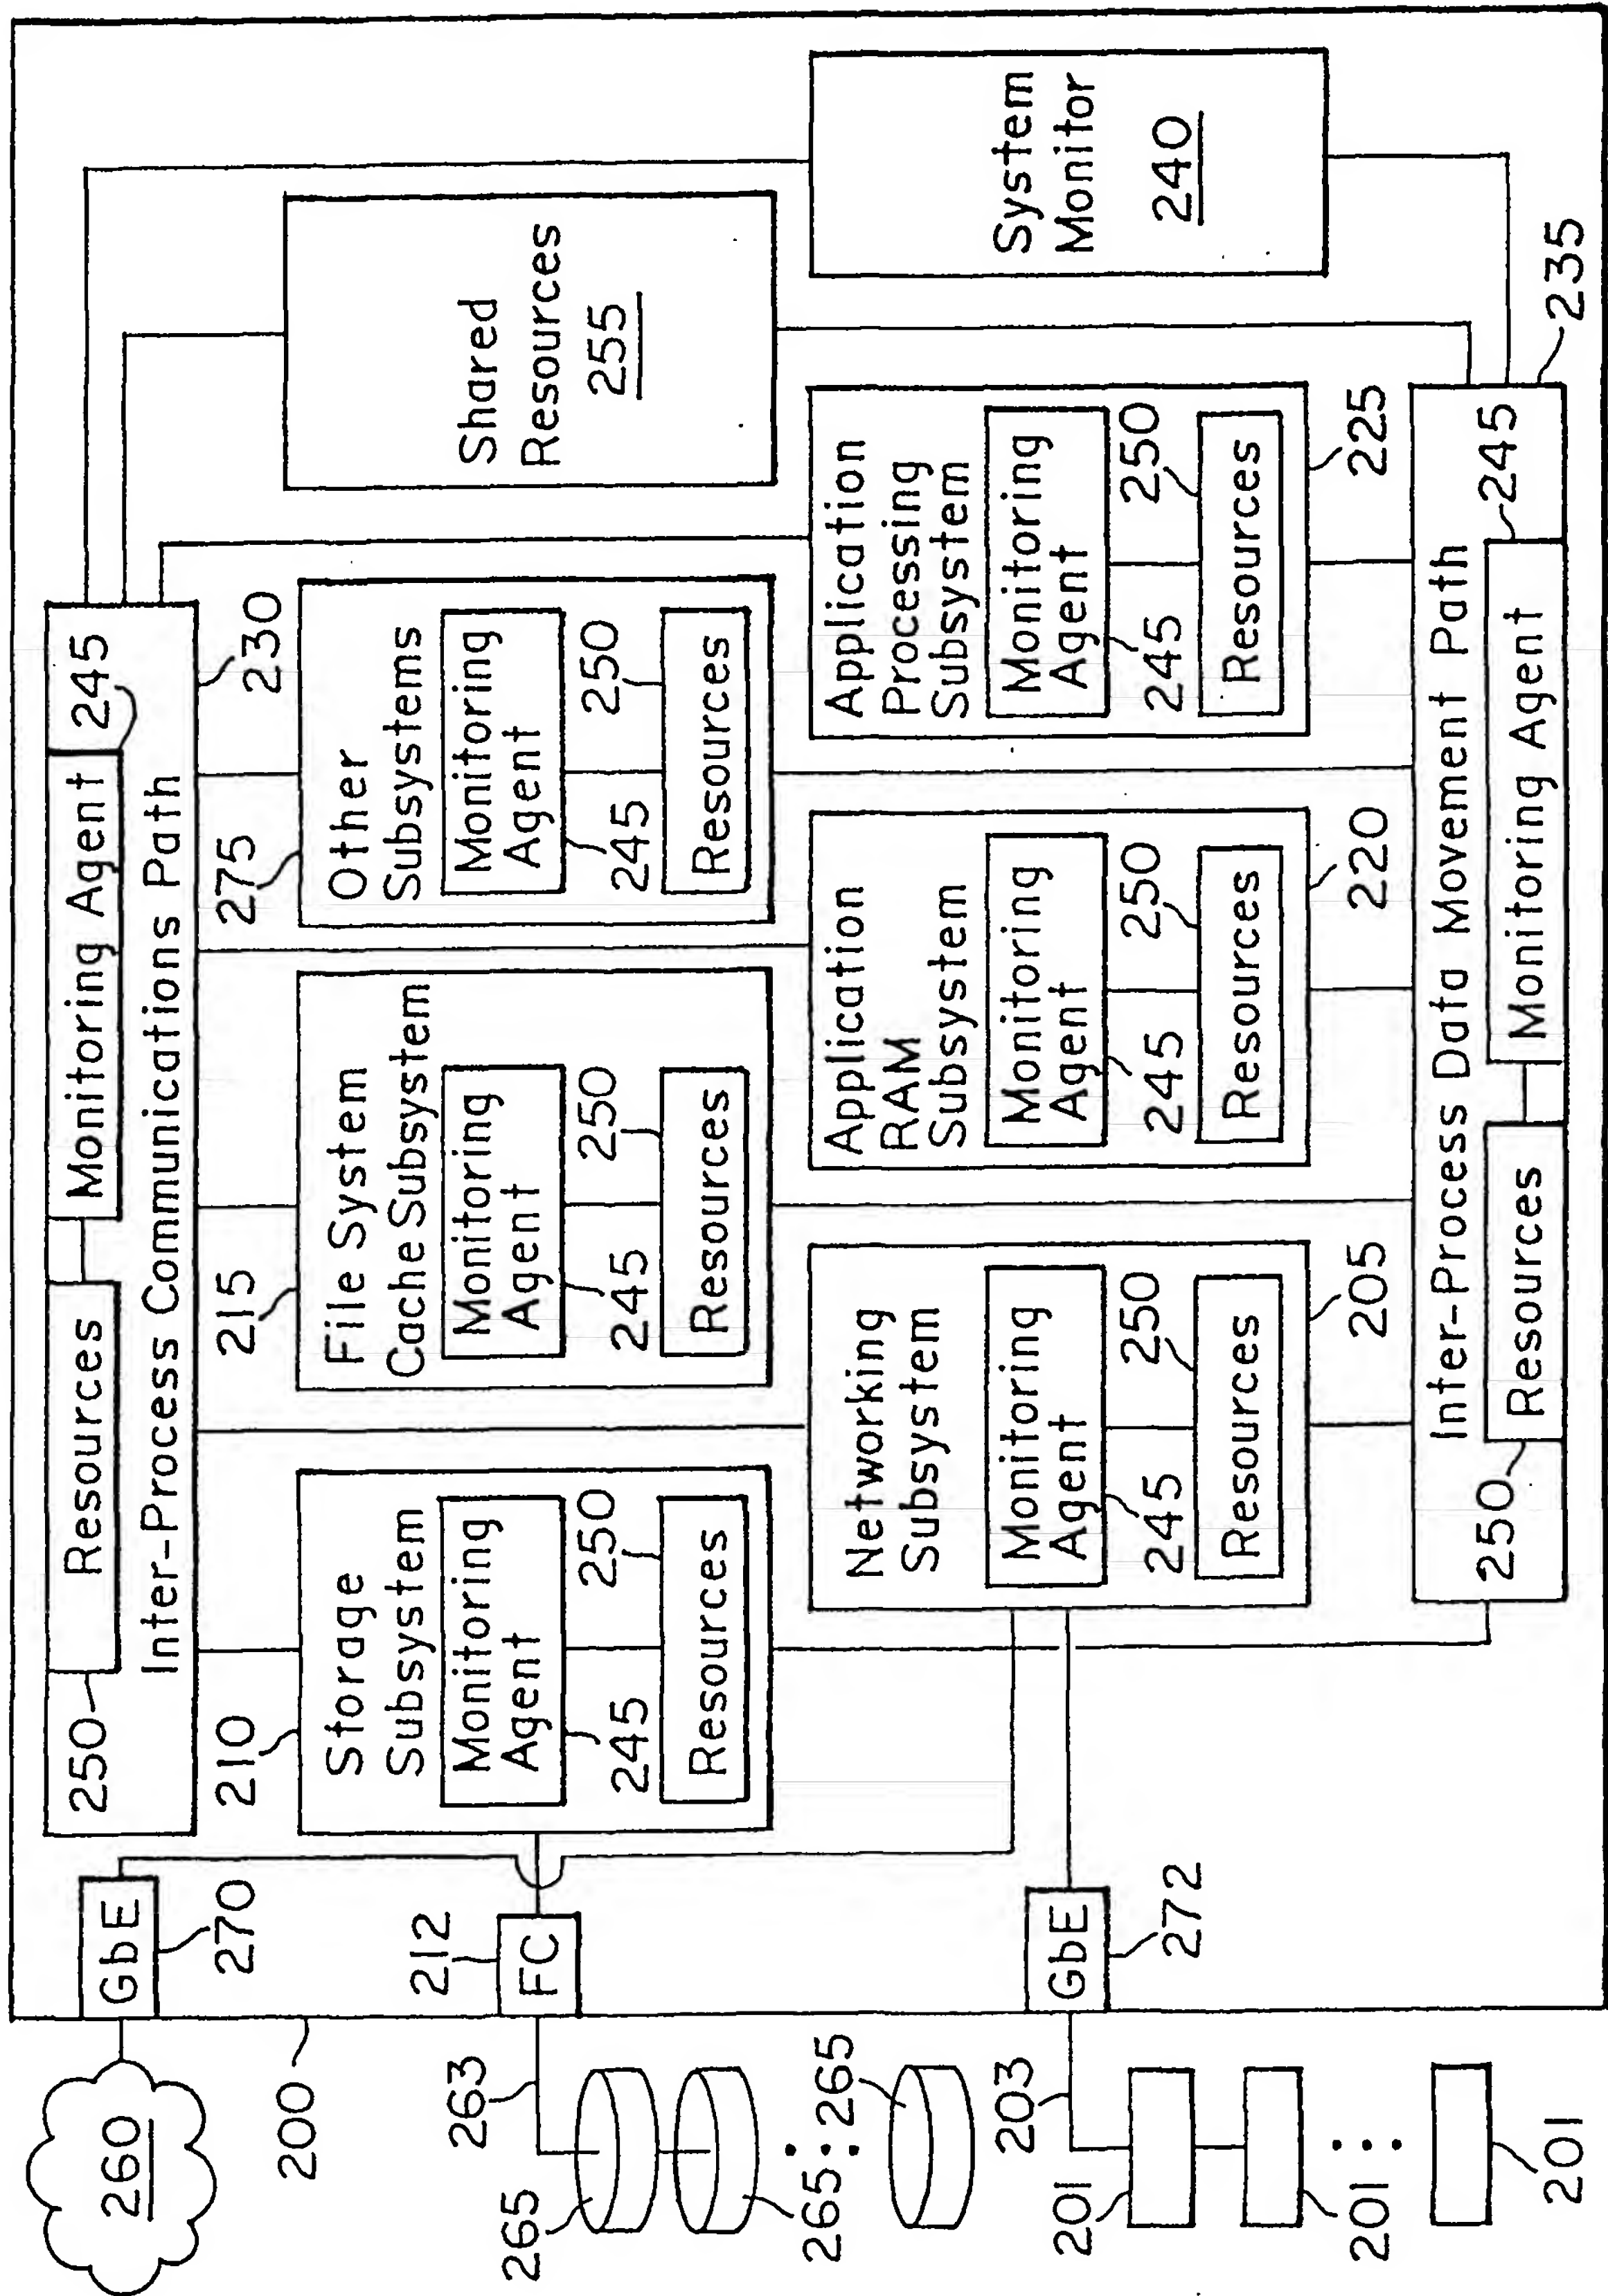 260
200
GbE
270
FC
212
263
265
265
265
GbE
272
203
201
201
201
250
Resources
Monitoring Agent
245
Inter-Process Communications Path
230
210
Storage
Subsystem
Monitoring
Agent
245
250
Resources
215
File System
Cache Subsystem
Monitoring
Agent
245
250
Resources
275
Other
Subsystems
Monitoring
Agent
245
250
Resources
Shared
Resources
255
Networking
Subsystem
Monitoring
Agent
245
250
Resources
205
Application
RAM
Subsystem
Monitoring
Agent
245
250
Resources
220
Application
Processing
Subsystem
Monitoring
Agent
245
250
Resources
225
System
Monitor
240
Inter-Process Data Movement Path
245
250
Resources
Monitoring Agent
235